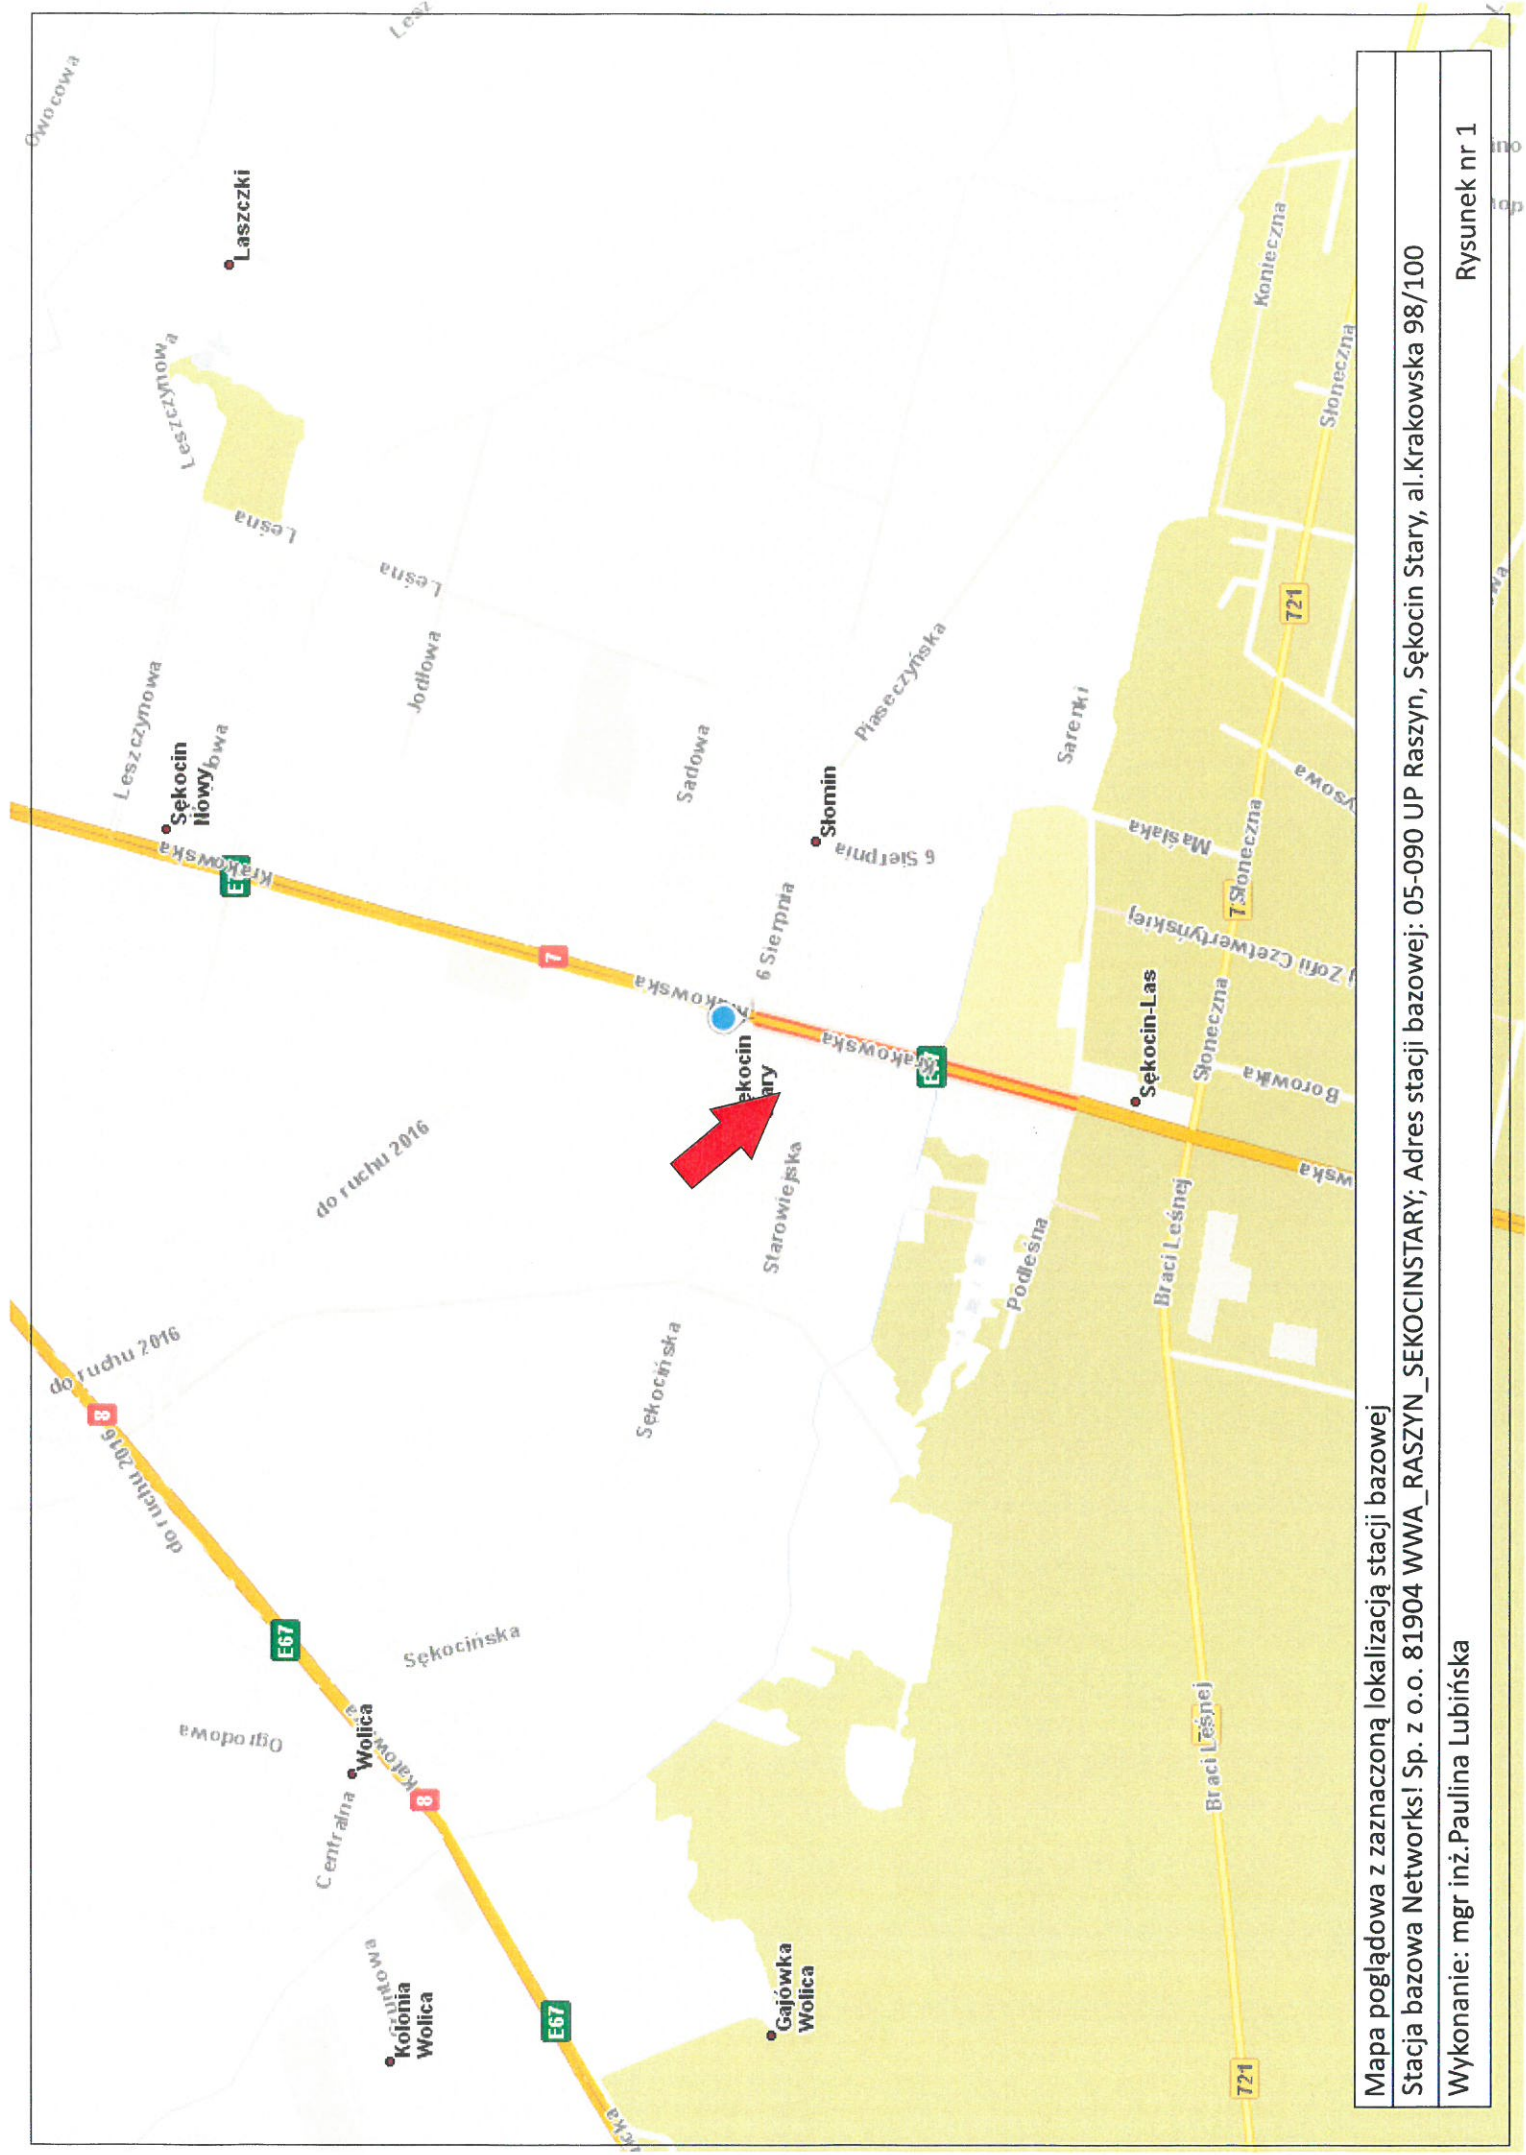 Owocowa
Laszczki
Leszczynowa
Leśna
Leśna
Jodłowa
Leszczynowa
Sękocin
Nowy
Krakowska
7
Krakowska
Sadowa
Słomin
6 Sierpnia
6 Sierpnia
Piaseczyńska
Sarenki
Konieczna
Słoneczna
721
Maślaka
Słoneczna
Zofii Czetwertyńskiej
Sękocin-Las
Słoneczna
Borowika
Krakowska
Starowiejska
Podleśna
Braci Leśnej
do ruchu 2016
do ruchu 2016
8
do ruchu 2016
E67
Sękocińska
Sękocińska
Ogrodowa
Wolica
Centralna
8
Kolonia
Wolica
E67
Gajówka
Wolica
Braci Leśnej
721
Mapa poglądowa z zaznaczoną lokalizacją stacji bazowej
Stacja bazowa Networks! Sp. z o.o. 81904 WWA_RASZYN_SEKOCINSTARY; Adres stacji bazowej: 05-090 UP Raszyn, Sękocin Stary, al.Krakowska 98/100
Wykonanie: mgr inż.Paulina Lubińska
Rysunek nr 1